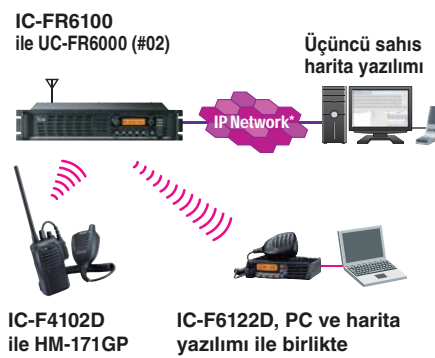 IC-FR6100
ile UC-FR6000 (#02)
Üçüncü sahıs
harita yazılımı
IP Network*
IC-F4102D
ile HM-171GP
IC-F6122D, PC ve harita
yazılımı ile birlikte